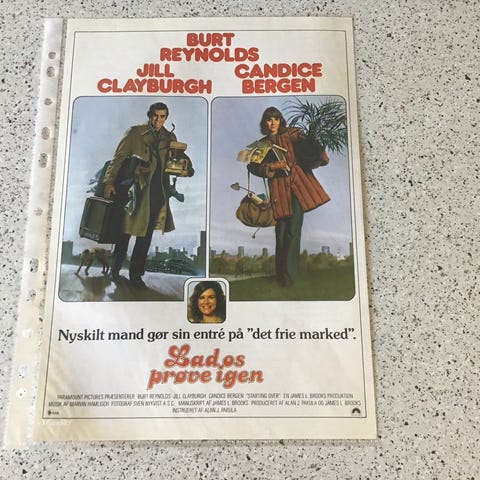 BURT
REYNOLDS
JILL
CLAYBURGH
CANDICE
BERGEN
Nyskilt mand gør sin entré på ”det frie marked”.
Lad os
prøve igen
PARAMOUNT PICTURES PRÆSENTERER BURT REYNOLDS JILL CLAYBURGH CANDICE BERGEN "STARTING OVER" EN JAMES L. BROOKS PRODUKTION
MUSIK AF MARVIN HAMLISCH FOTOGRAF SVEN NYKVIST A.S.C. MANUSKRIPT AF JAMES L. BROOKS PRODUCERET AF ALAN J. PAKULA OG JAMES L. BROOKS
INSTRUERET AF ALAN J. PAKULA